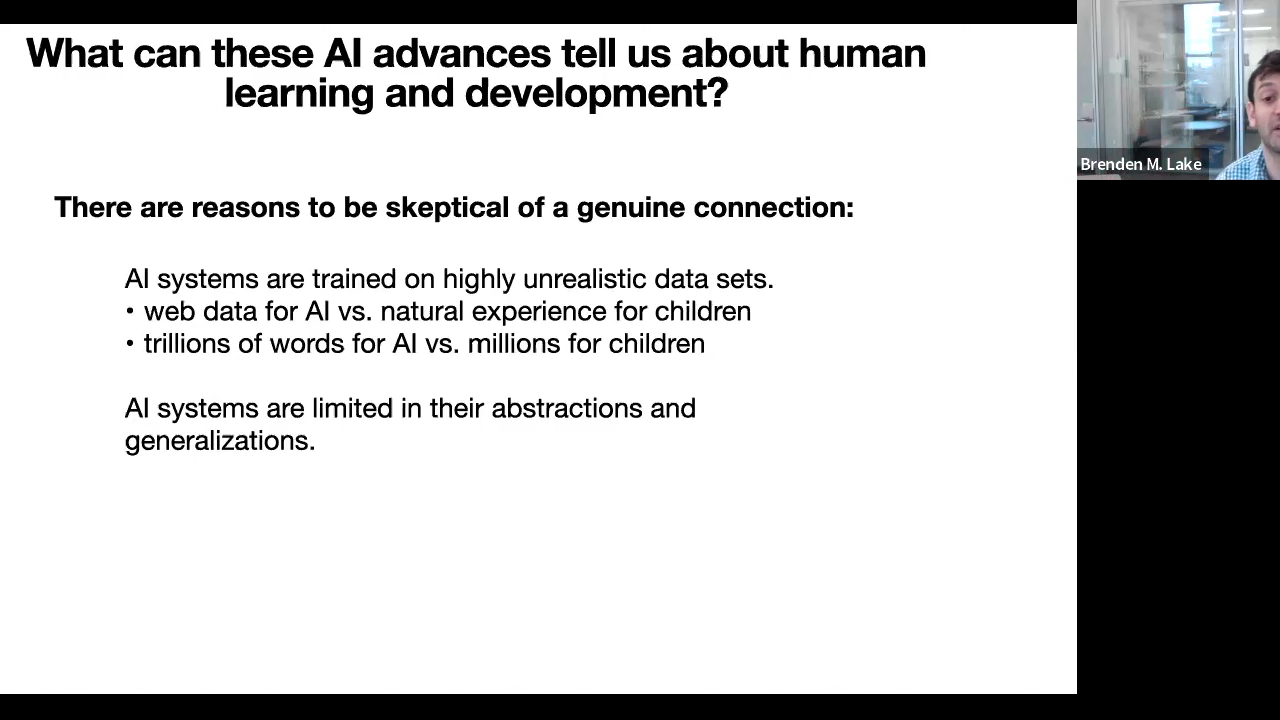 What can these AI advances tell us about human
learning and development?
There are reasons to be skeptical of a genuine connection:
AI systems are trained on highly unrealistic data sets.
• web data for AI vs. natural experience for children
• trillions of words for AI vs. millions for children
AI systems are limited in their abstractions and
generalizations.
Brenden M. Lake